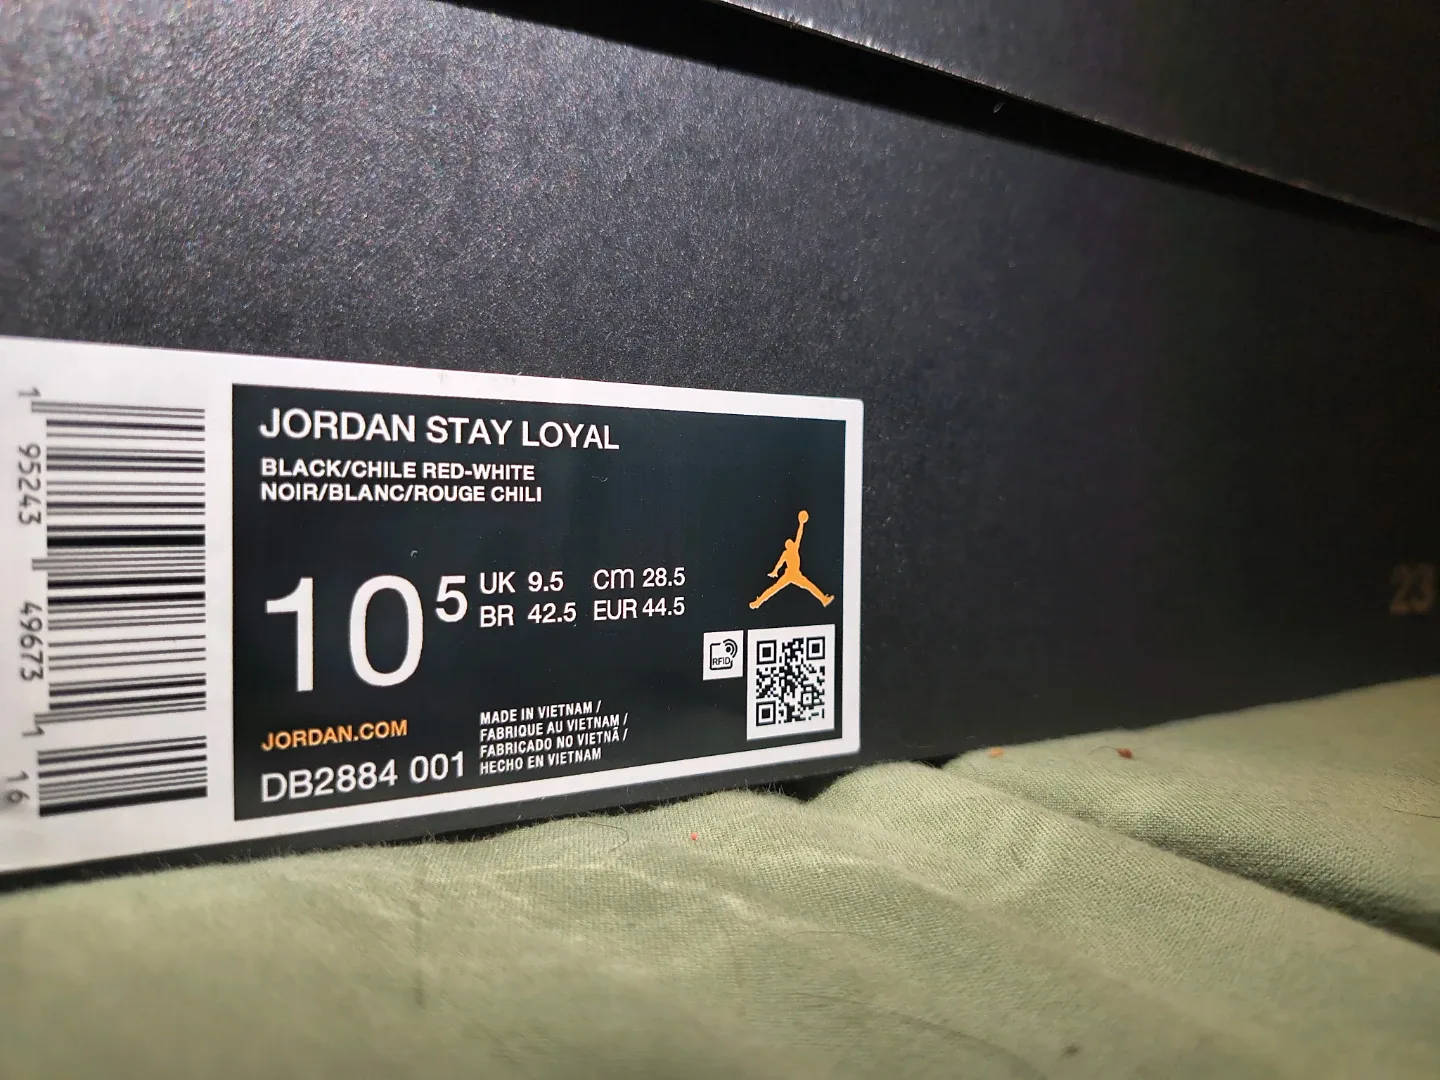 JORDAN STAY LOYAL
BLACK/CHILE RED-WHITE
NOIR/BLANC/ROUGE CHILI
10 5
UK 9.5 cm 28.5
BR 42.5 EUR 44.5
RFID
JORDAN.COM
DB2884 001
MADE IN VIETNAM /
FABRIQUE AU VIETNAM /
FABRICADO NO VIETNÃ /
HECHO EN VIETNAM
1 95243 49673 1
16
23